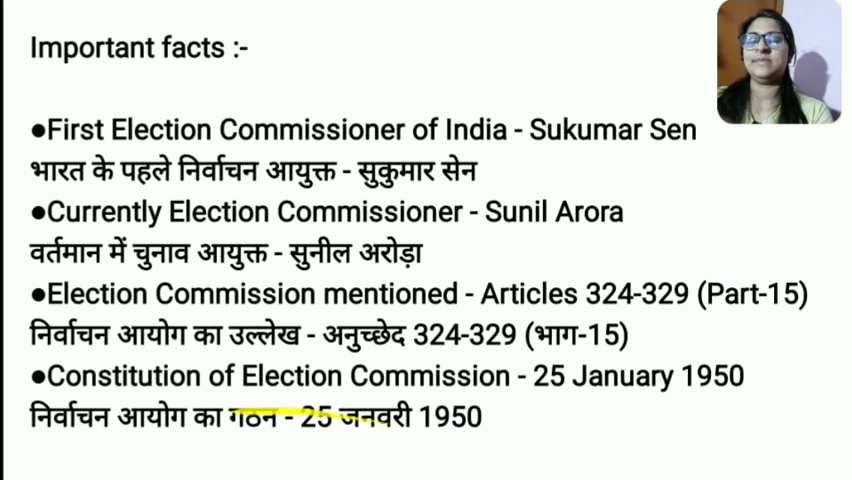 Important facts :-
●First Election Commissioner of India - Sukumar Sen
भारत के पहले निर्वाचन आयुक्त - सुकुमार सेन
●Currently Election Commissioner - Sunil Arora
वर्तमान में चुनाव आयुक्त - सुनील अरोड़ा
●Election Commission mentioned - Articles 324-329 (Part-15)
निर्वाचन आयोग का उल्लेख - अनुच्छेद 324-329 (भाग-15)
●Constitution of Election Commission - 25 January 1950
निर्वाचन आयोग का गठन - 25 जनवरी 1950